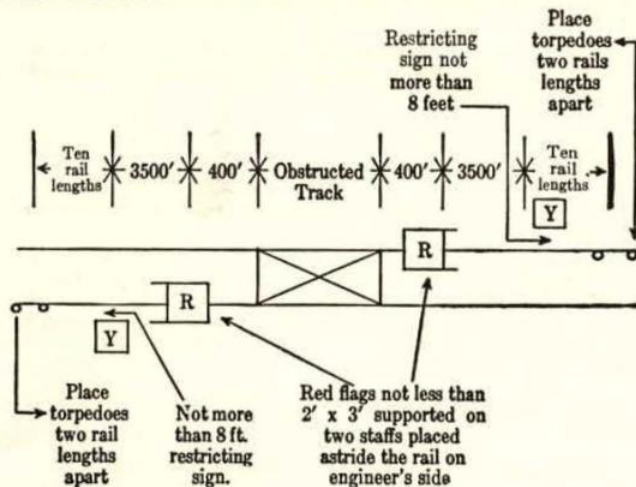 Place
torpedoes
two rails
lengths
apart
Restricting
sign not
more than
8 feet
Ten
rail
lengths
3500′
400′
Obstructed
Track
400′
3500′
Ten
rail
lengths
Y
R
R
Y
Place
torpedoes
two rail
lengths
apart
Not more
than 8 ft.
restricting
sign.
Red flags not less than
2′ x 3′ supported on
two staffs placed
astride the rail on
engineer's side